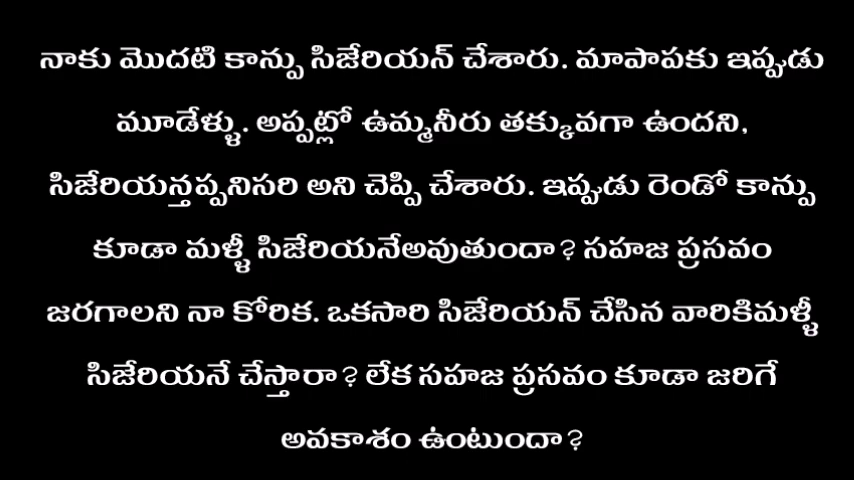 నాకు మొదటి కాన్పు సిజేరియన్ చేశారు. మాపాపకు ఇప్పుడు
మూడేళ్ళు. అప్పట్లో ఉమ్మనీరు తక్కువగా ఉందని,
సిజేరియన్తప్పనిసరి అని చెప్పి చేశారు. ఇప్పుడు రెండో కాన్పు
కూడా మళ్ళీ సిజేరియనేఅవుతుందా? సహజ ప్రసవం
జరగాలని నా కోరిక. ఒకసారి సిజేరియన్ చేసిన వారికిమళ్ళీ
సిజేరియనే చేస్తారా? లేక సహజ ప్రసవం కూడా జరిగే
అవకాశం ఉంటుందా?